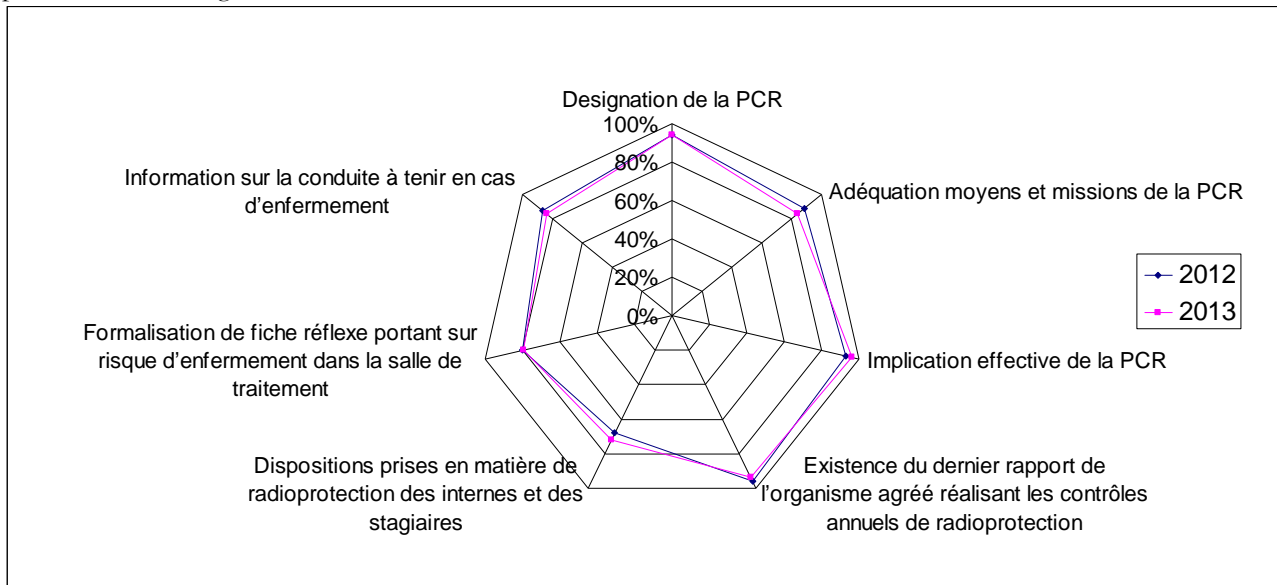 Designation de la PCR
100%
80%
60%
40%
20%
0%
Adéquation moyens et missions de la PCR
Implication effective de la PCR
Existence du dernier rapport de
l'organisme agréé réalisant les contrôles
annuels de radioprotection
Dispositions prises en matière de
radioprotection des internes et des
stagiaires
Formalisation de fiche réflexe portant sur
risque d'enfermement dans la salle de
traitement
Information sur la conduite à tenir en cas
d'enfermement
2012
2013